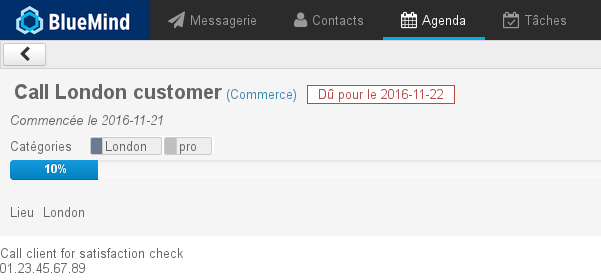 BlueMind Messagerie Contacts Agenda Tâches
Call London customer (Commerce) Dû pour le 2016-11-22
Commencée le 2016-11-21
Catégories London pro
10%
Lieu London
Call client for satisfaction check
01.23.45.67.89